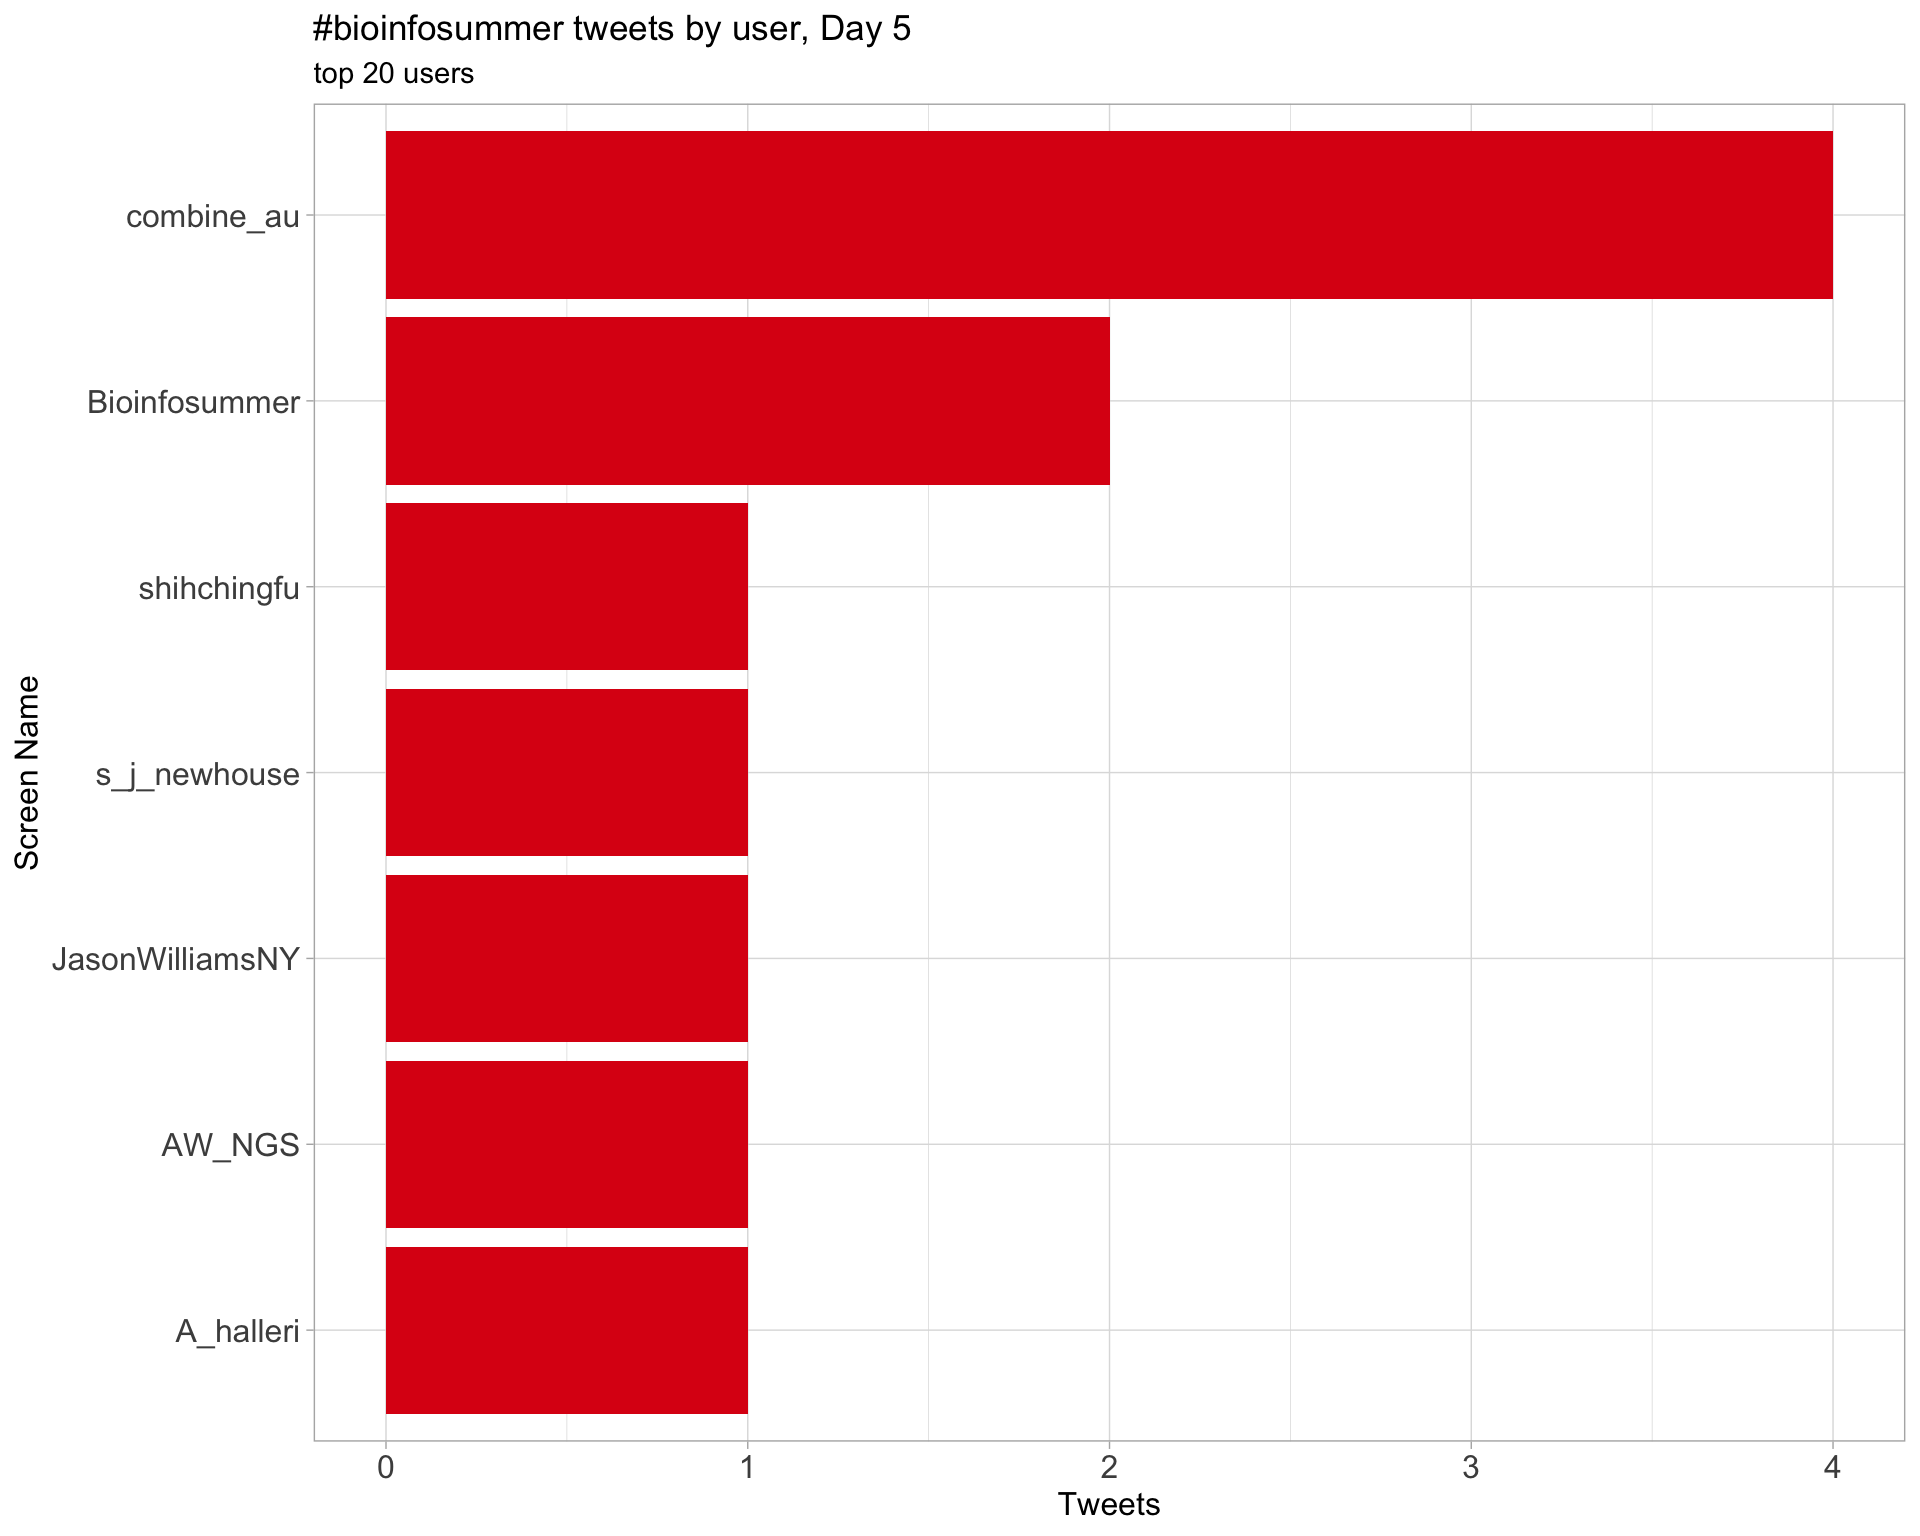 #bioinfosummer tweets by user, Day 5
top 20 users
combine_au
Bioinfosummer
shihchingfu
s_j_newhouse
JasonWilliamsNY
AW_NGS
A_halleri
Screen Name
0 1 2 3 4
Tweets